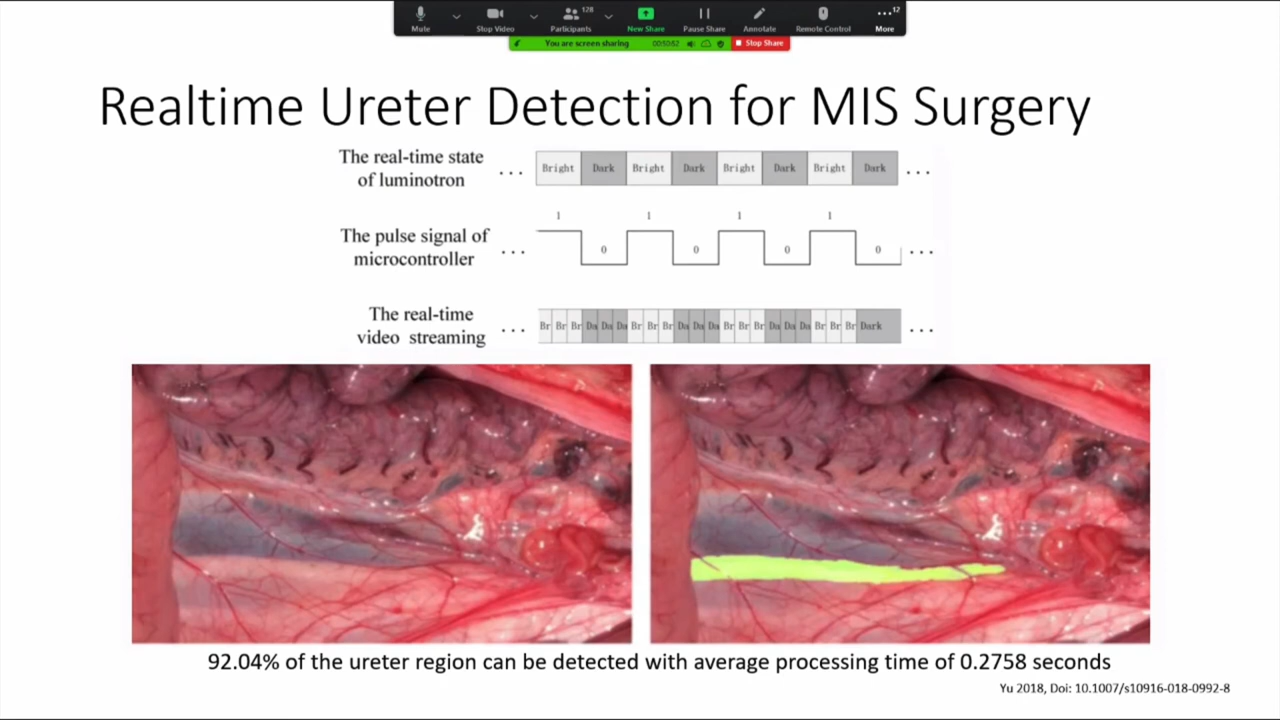 128
12
Mute
Stop Video
Participants
New Share
Pause Share
Annotate
Remote Control
More
You are screen sharing
Stop Share
Realtime Ureter Detection for MIS Surgery
The real-time state
of luminotron
... Bright Dark Bright Dark Bright Dark Bright Dark ...
1 1 1 1
The pulse signal of
microcontroller
... 0 0 0 0 ...
The real-time
video streaming
... Br Br Br Da Da Da Br Br Br Da Da Da Br Br Br Da Da Da Br Br Br Dark ...
92.04% of the ureter region can be detected with average processing time of 0.2758 seconds
Yu 2018, Doi: 10.1007/s10916-018-0992-8